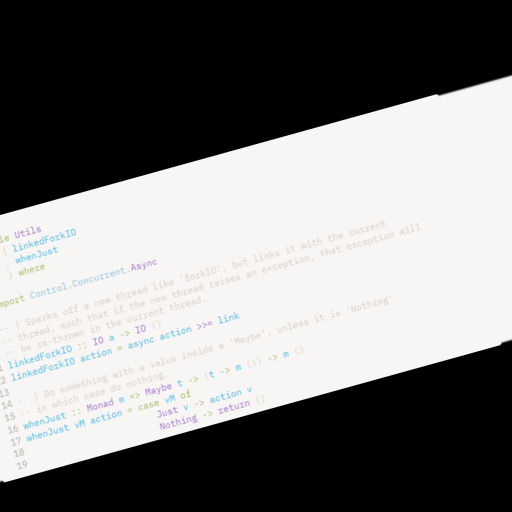 le Utils
( linkedForkIO
, whenJust
) where
mport Control.Concurrent.Async
-- ! Sparks off a new thread like 'forkIO', but links it with the current
-- thread, such that if the new thread raises an exception, that exception will
-- be re-thrown in the current thread.
linkedForkIO :: IO a -> IO ()
2 linkedForkIO action = async action >>= link
13
14 -- ! Do something with a value inside a 'Maybe', unless it is 'Nothing'
15 -- in which case do nothing.
16 whenJust :: Monad m => Maybe t -> (t -> m ()) -> m ()
17 whenJust vM action = case vM of
18 Just v -> action v
19 Nothing -> return ()